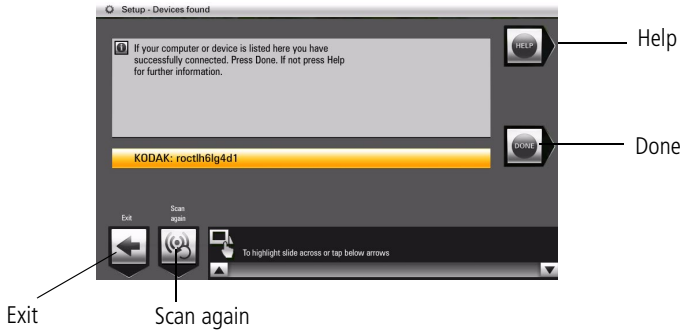 Setup - Devices found
If your computer or device is listed here you have
successfully connected. Press Done. If not press Help
for further information.
HELP
Help
DONE
Done
KODAK: roctlh6lg4d1
Exit
Scan
again
To highlight slide across or tap below arrows
Exit
Scan again